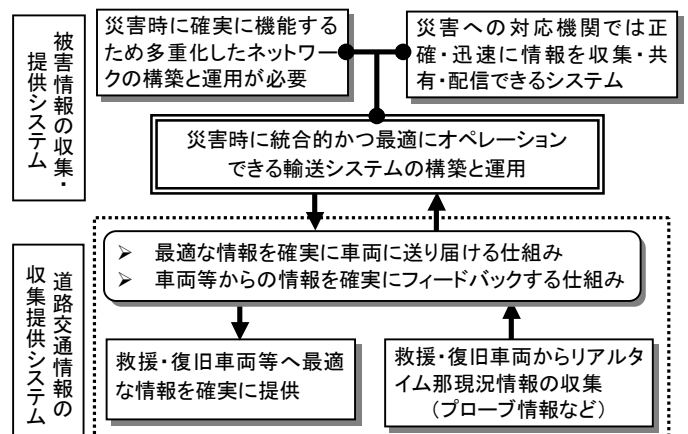 被害情報の収集・
提供システム
災害時に確実に機能する
ため多重化したネットワー
クの構築と運用が必要
災害への対応機関では正
確・迅速に情報を収集・共
有・配信できるシステム
災害時に統合的かつ最適にオペレーション
できる輸送システムの構築と運用
道路交通情報の
収集提供システム
➢ 最適な情報を確実に車両に送り届ける仕組み
➢ 車両等からの情報を確実にフィードバックする仕組み
救援・復旧車両等へ最適
な情報を確実に提供
救援・復旧車両からリアルタ
イム那現況情報の収集
（プローブ情報など）